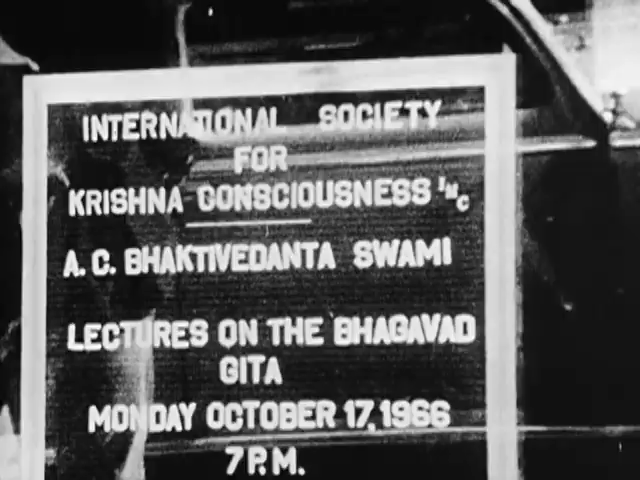 INTERNATIONAL SOCIETY
FOR
KRISHNA CONSCIOUSNESS INC
A. C. BHAKTIVEDANTA SWAMI
LECTURES ON THE BHAGAVAD
GITA
MONDAY OCTOBER 17, 1966
7 P.M.